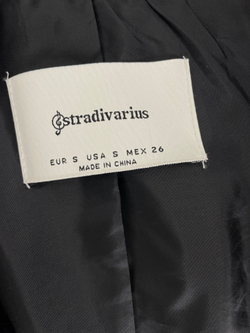 stradivarius
EUR S USA S MEX 26
MADE IN CHINA